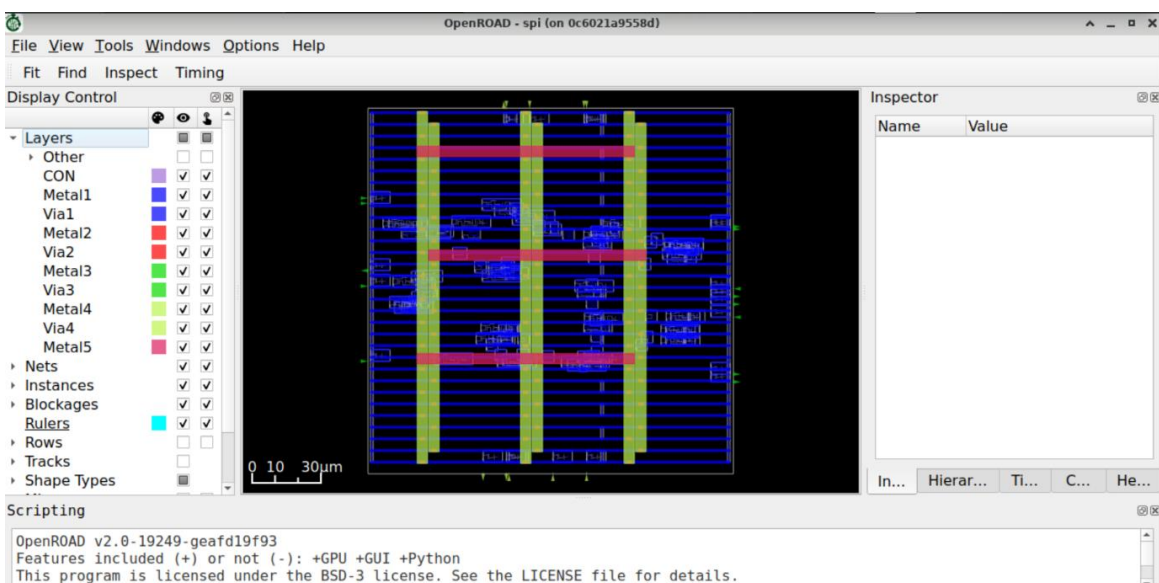 OpenROAD - spi (on 0c6021a9558d)
File View Tools Windows Options Help
Fit Find Inspect Timing
Display Control
Layers
Other
CON
Metal1
Via1
Metal2
Via2
Metal3
Via3
Metal4
Via4
Metal5
Nets
Instances
Blockages
Rulers
Rows
Tracks
Shape Types
0 10 30μm
Inspector
Name Value
In... Hierar... Ti... C... He...
Scripting
OpenROAD v2.0-19249-geafd19f93
Features included (+) or not (-): +GPU +GUI +Python
This program is licensed under the BSD-3 license. See the LICENSE file for details.